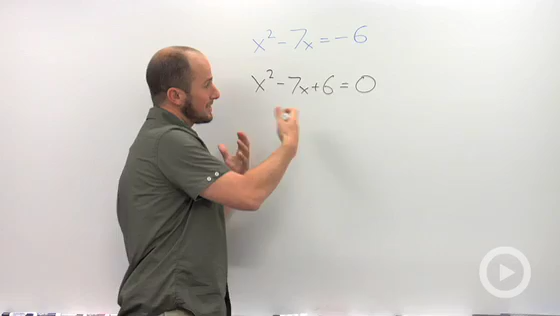 x² - 7x = -6
x² - 7x + 6 = 0